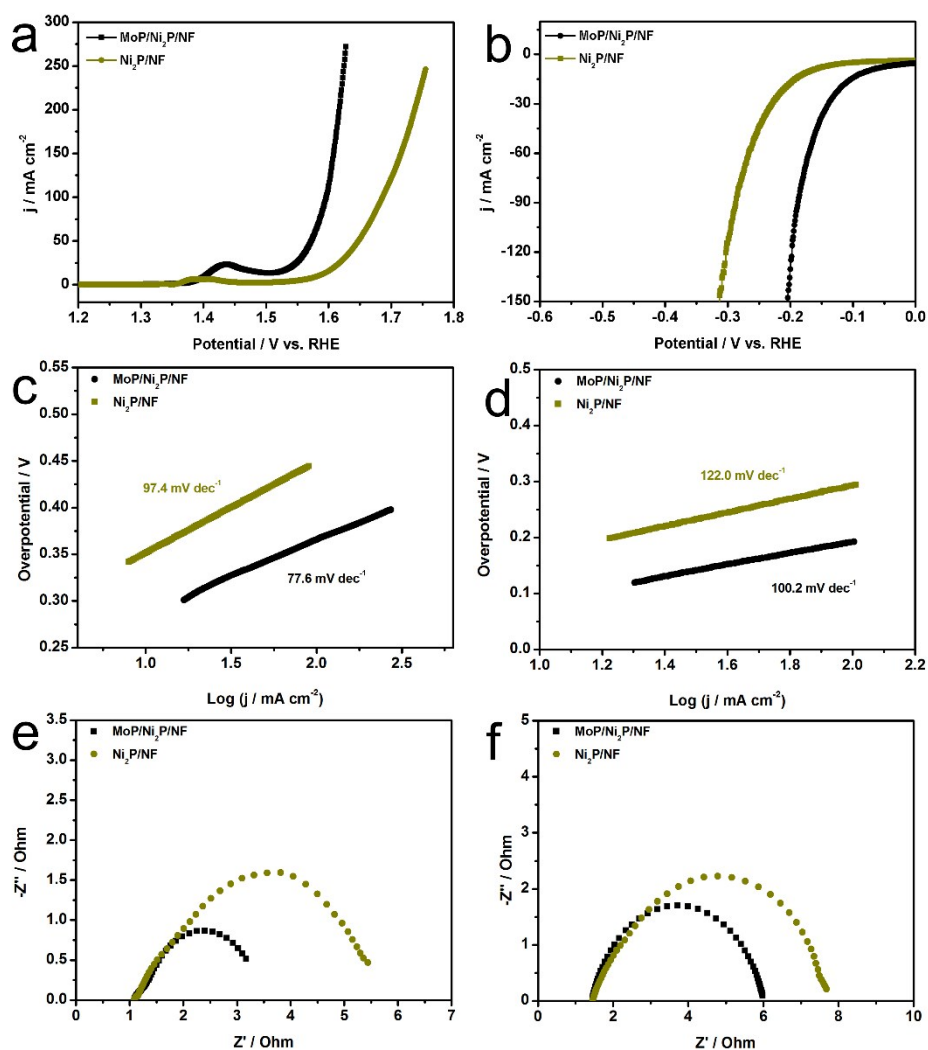 a
MoP/Ni₂P/NF
Ni₂P/NF
300
250
200
150
100
50
0
j / mA cm⁻²
1.2 1.3 1.4 1.5 1.6 1.7 1.8
Potential / V vs. RHE
b
MoP/Ni₂P/NF
Ni₂P/NF
0
-30
-60
-90
-120
-150
j / mA cm⁻²
-0.6 -0.5 -0.4 -0.3 -0.2 -0.1 0.0
Potential / V vs. RHE
c
MoP/Ni₂P/NF
Ni₂P/NF
0.55
0.50
0.45
0.40
0.35
0.30
0.25
Overpotential / V
97.4 mV dec⁻¹
77.6 mV dec⁻¹
1.0 1.5 2.0 2.5
Log (j / mA cm⁻²)
d
MoP/Ni₂P/NF
Ni₂P/NF
0.5
0.4
0.3
0.2
0.1
0.0
Overpotential / V
122.0 mV dec⁻¹
100.2 mV dec⁻¹
1.0 1.2 1.4 1.6 1.8 2.0 2.2
Log (j / mA cm⁻²)
e
MoP/Ni₂P/NF
Ni₂P/NF
3.5
3.0
2.5
2.0
1.5
1.0
0.5
0.0
-Z'' / Ohm
0 1 2 3 4 5 6 7
Z' / Ohm
f
MoP/Ni₂P/NF
Ni₂P/NF
5
4
3
2
1
0
-Z'' / Ohm
0 2 4 6 8 10
Z' / Ohm